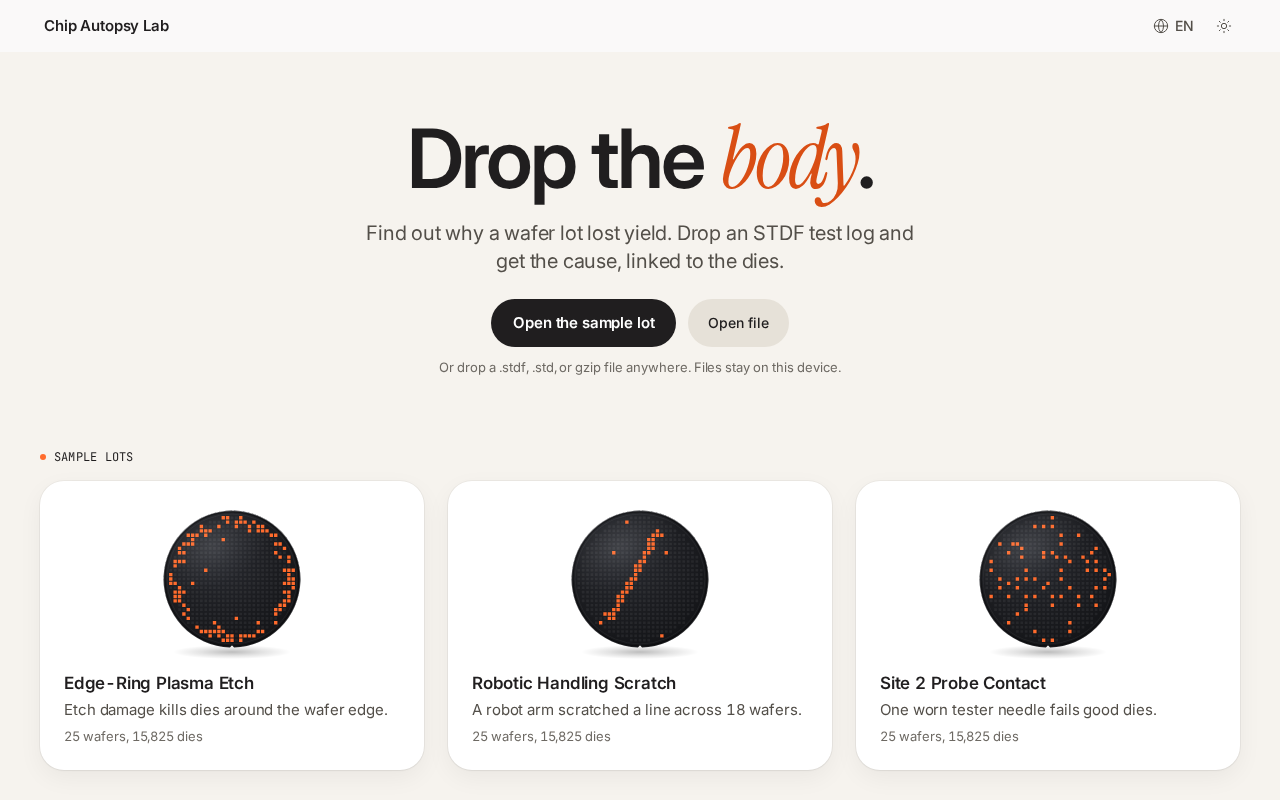 Chip Autopsy Lab
EN
Drop the body.
Find out why a wafer lot lost yield. Drop an STDF test log and
get the cause, linked to the dies.
Open the sample lot
Open file
Or drop a .stdf, .std, or gzip file anywhere. Files stay on this device.
SAMPLE LOTS
Edge-Ring Plasma Etch
Etch damage kills dies around the wafer edge.
25 wafers, 15,825 dies
Robotic Handling Scratch
A robot arm scratched a line across 18 wafers.
25 wafers, 15,825 dies
Site 2 Probe Contact
One worn tester needle fails good dies.
25 wafers, 15,825 dies